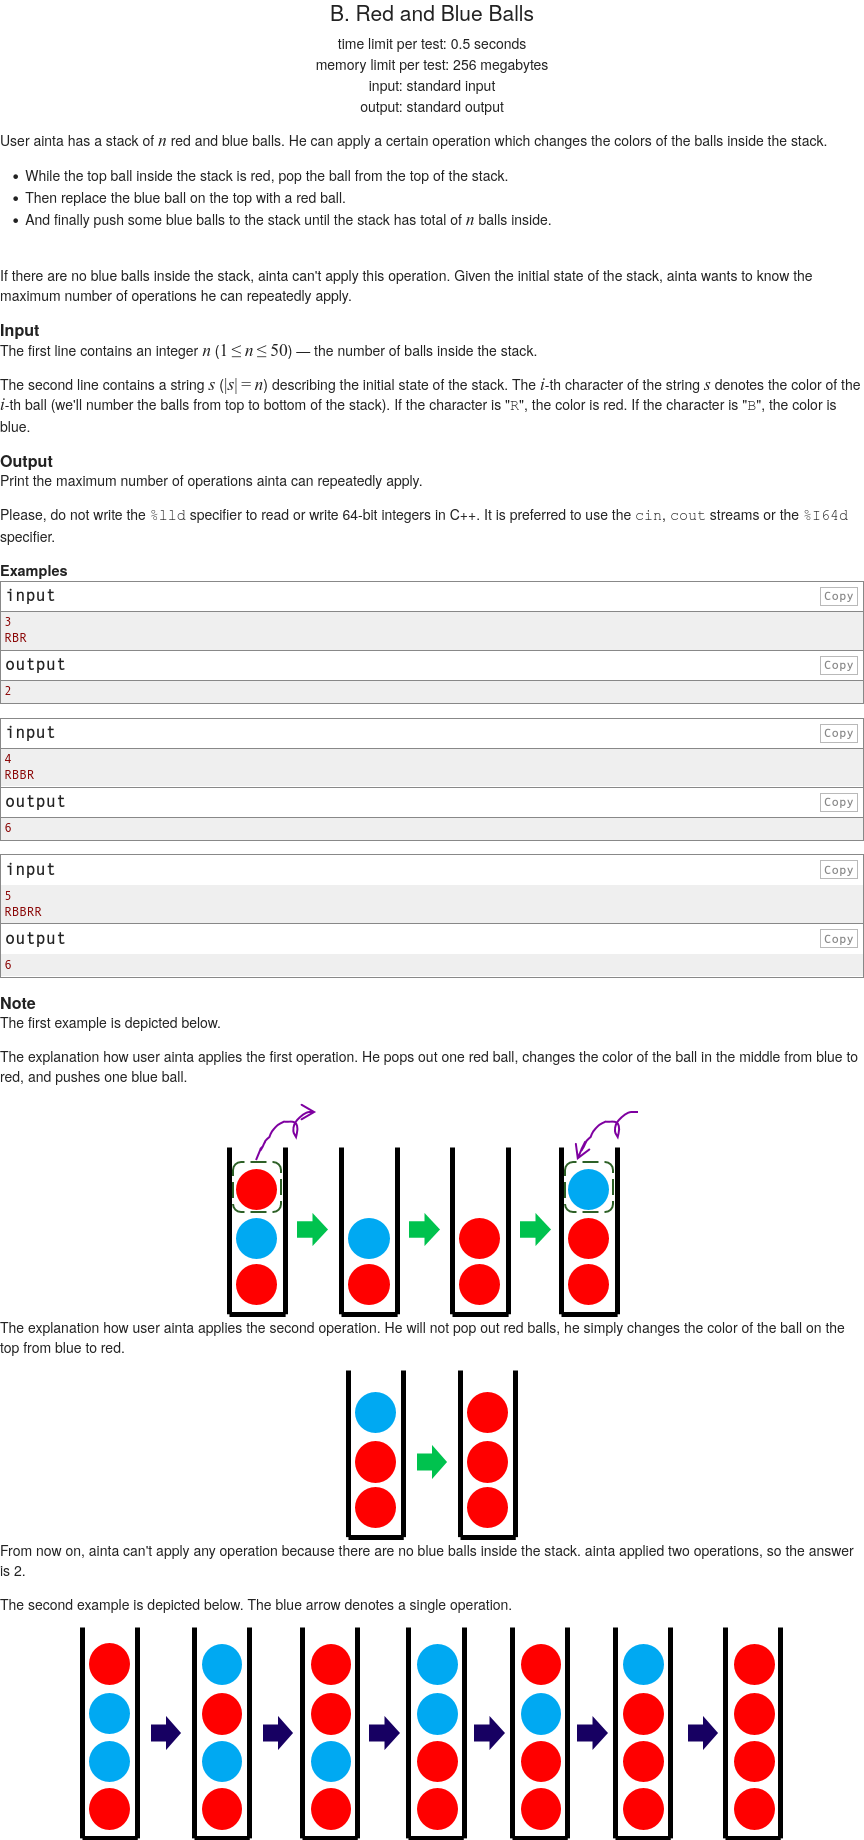 B. Red and Blue Balls
time limit per test: 0.5 seconds
memory limit per test: 256 megabytes
input: standard input
output: standard output
User ainta has a stack of n red and blue balls. He can apply a certain operation which changes the colors of the balls inside the stack.
• While the top ball inside the stack is red, pop the ball from the top of the stack.
• Then replace the blue ball on the top with a red ball.
• And finally push some blue balls to the stack until the stack has total of n balls inside.
If there are no blue balls inside the stack, ainta can't apply this operation. Given the initial state of the stack, ainta wants to know the
maximum number of operations he can repeatedly apply.
Input
The first line contains an integer n (1 ≤ n ≤ 50) — the number of balls inside the stack.
The second line contains a string s (|s| = n) describing the initial state of the stack. The i-th character of the string s denotes the color of the
i-th ball (we'll number the balls from top to bottom of the stack). If the character is "R", the color is red. If the character is "B", the color is
blue.
Output
Print the maximum number of operations ainta can repeatedly apply.
Please, do not write the %lld specifier to read or write 64-bit integers in C++. It is preferred to use the cin, cout streams or the %I64d
specifier.
Examples
input Copy
3
RBR
output Copy
2
input Copy
4
RBBR
output Copy
6
input Copy
5
RBBRR
output Copy
6
Note
The first example is depicted below.
The explanation how user ainta applies the first operation. He pops out one red ball, changes the color of the ball in the middle from blue to
red, and pushes one blue ball.
The explanation how user ainta applies the second operation. He will not pop out red balls, he simply changes the color of the ball on the
top from blue to red.
From now on, ainta can't apply any operation because there are no blue balls inside the stack. ainta applied two operations, so the answer
is 2.
The second example is depicted below. The blue arrow denotes a single operation.